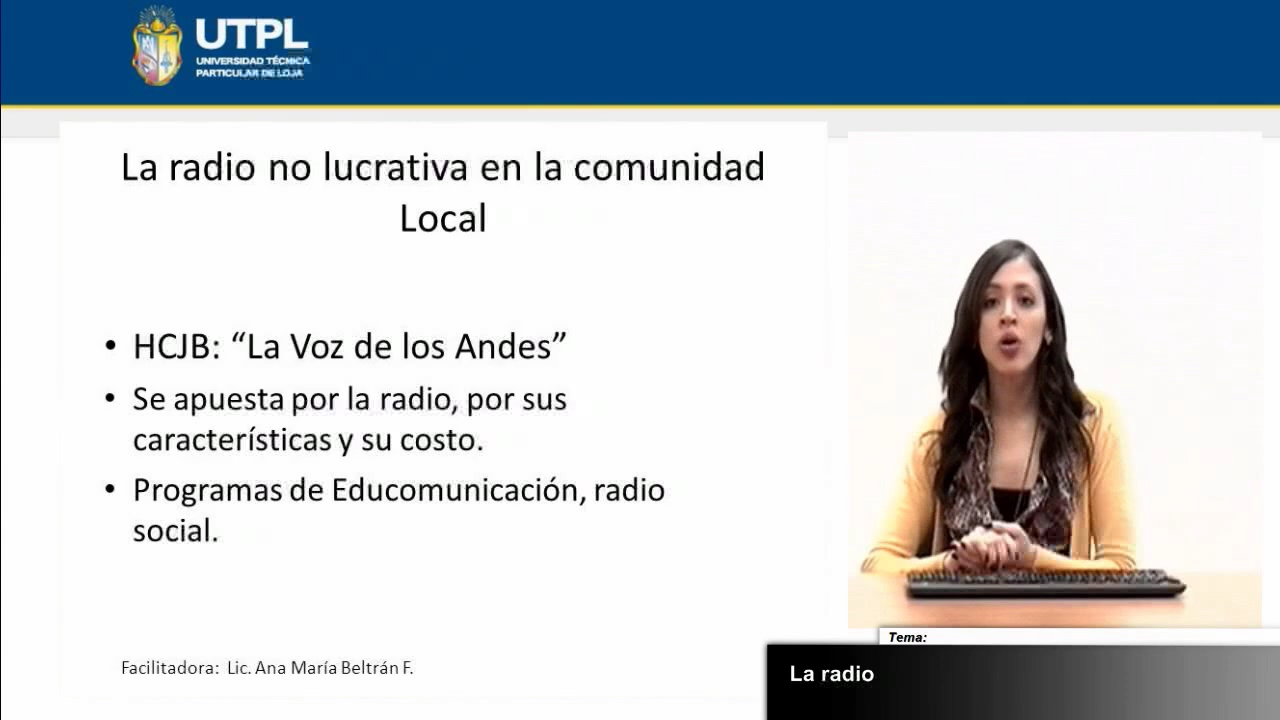 UTPL
UNIVERSIDAD TÉCNICA
PARTICULAR DE LOJA
La radio no lucrativa en la comunidad
Local
• HCJB: “La Voz de los Andes”
• Se apuesta por la radio, por sus
características y su costo.
• Programas de Educomunicación, radio
social.
Facilitadora: Lic. Ana María Beltrán F.
Tema:
La radio